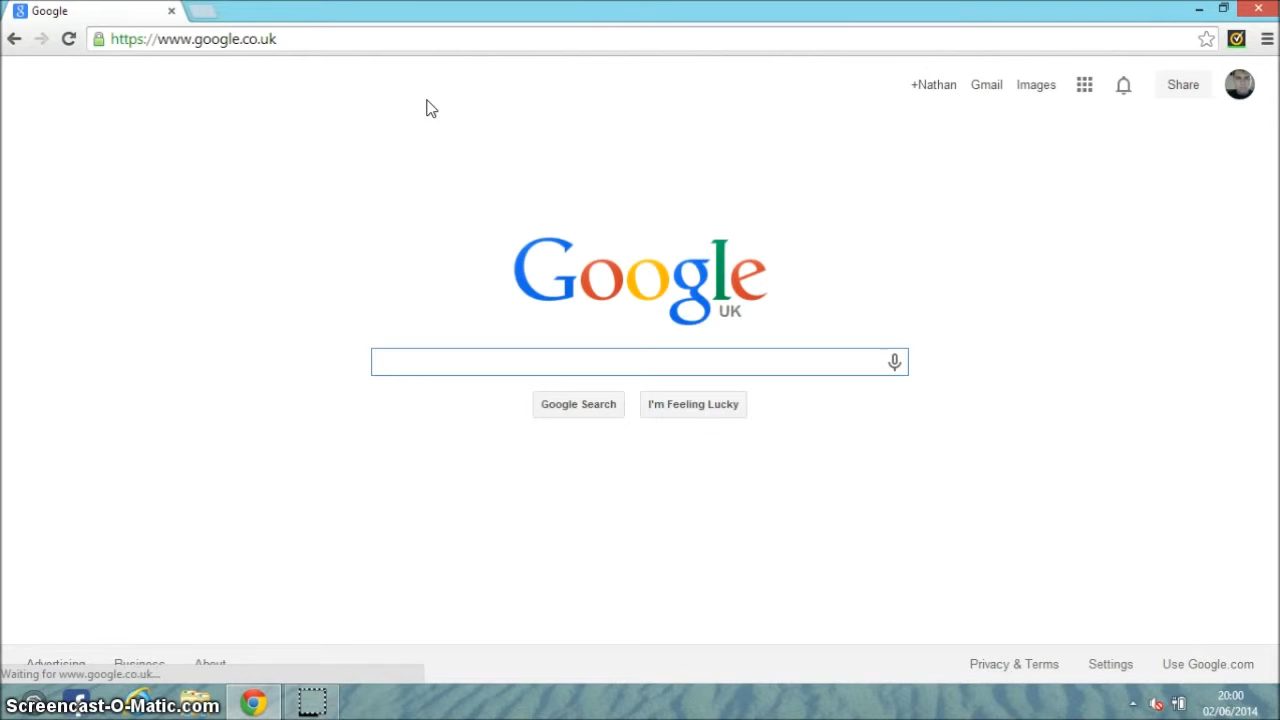 Google
https://www.google.co.uk
+Nathan Gmail Images Share
Google
UK
Google Search I'm Feeling Lucky
Advertising Business About Privacy & Terms Settings Use Google.com
Waiting for www.google.co.uk...
Screencast-O-Matic.com
20:00
02/06/2014